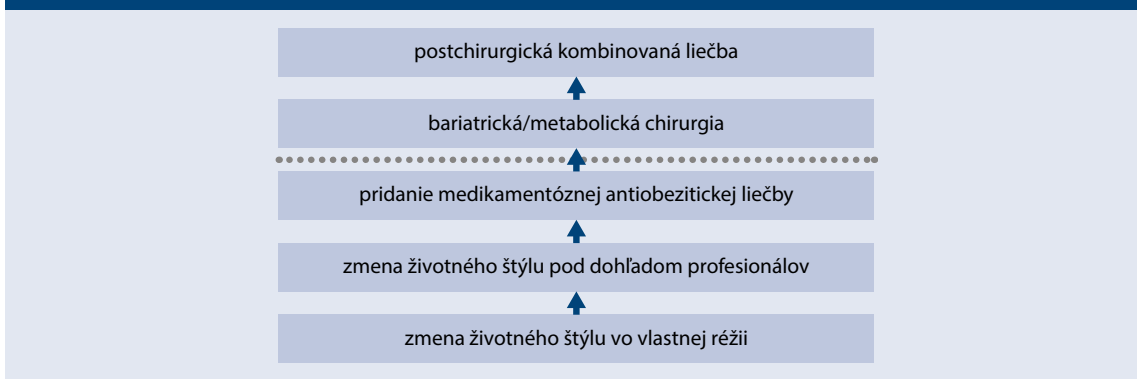 postchirurgická kombinovaná liečba
bariatrická/metabolická chirurgia
pridanie medikamentóznej antiobezitickej liečby
zmena životného štýlu pod dohľadom profesionálov
zmena životného štýlu vo vlastnej réžii